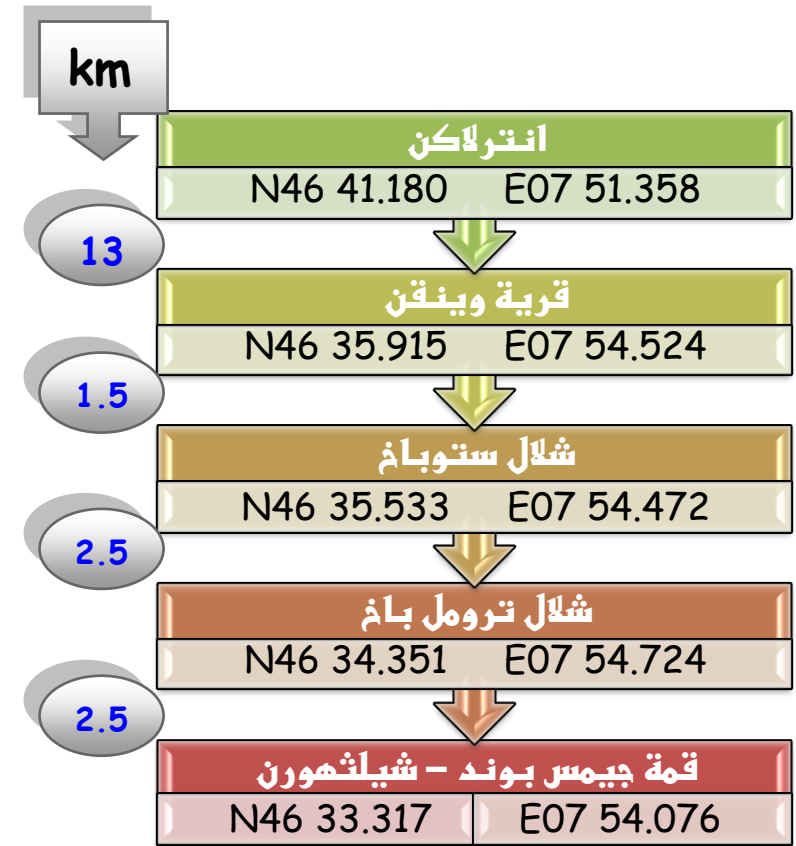 km
انترلاكن
N46 41.180 E07 51.358
13
قرية وينقن
N46 35.915 E07 54.524
1.5
شلال ستوباخ
N46 35.533 E07 54.472
2.5
شلال ترومل باخ
N46 34.351 E07 54.724
2.5
قمة جيمس بوند – شيلثهورن
N46 33.317 E07 54.076